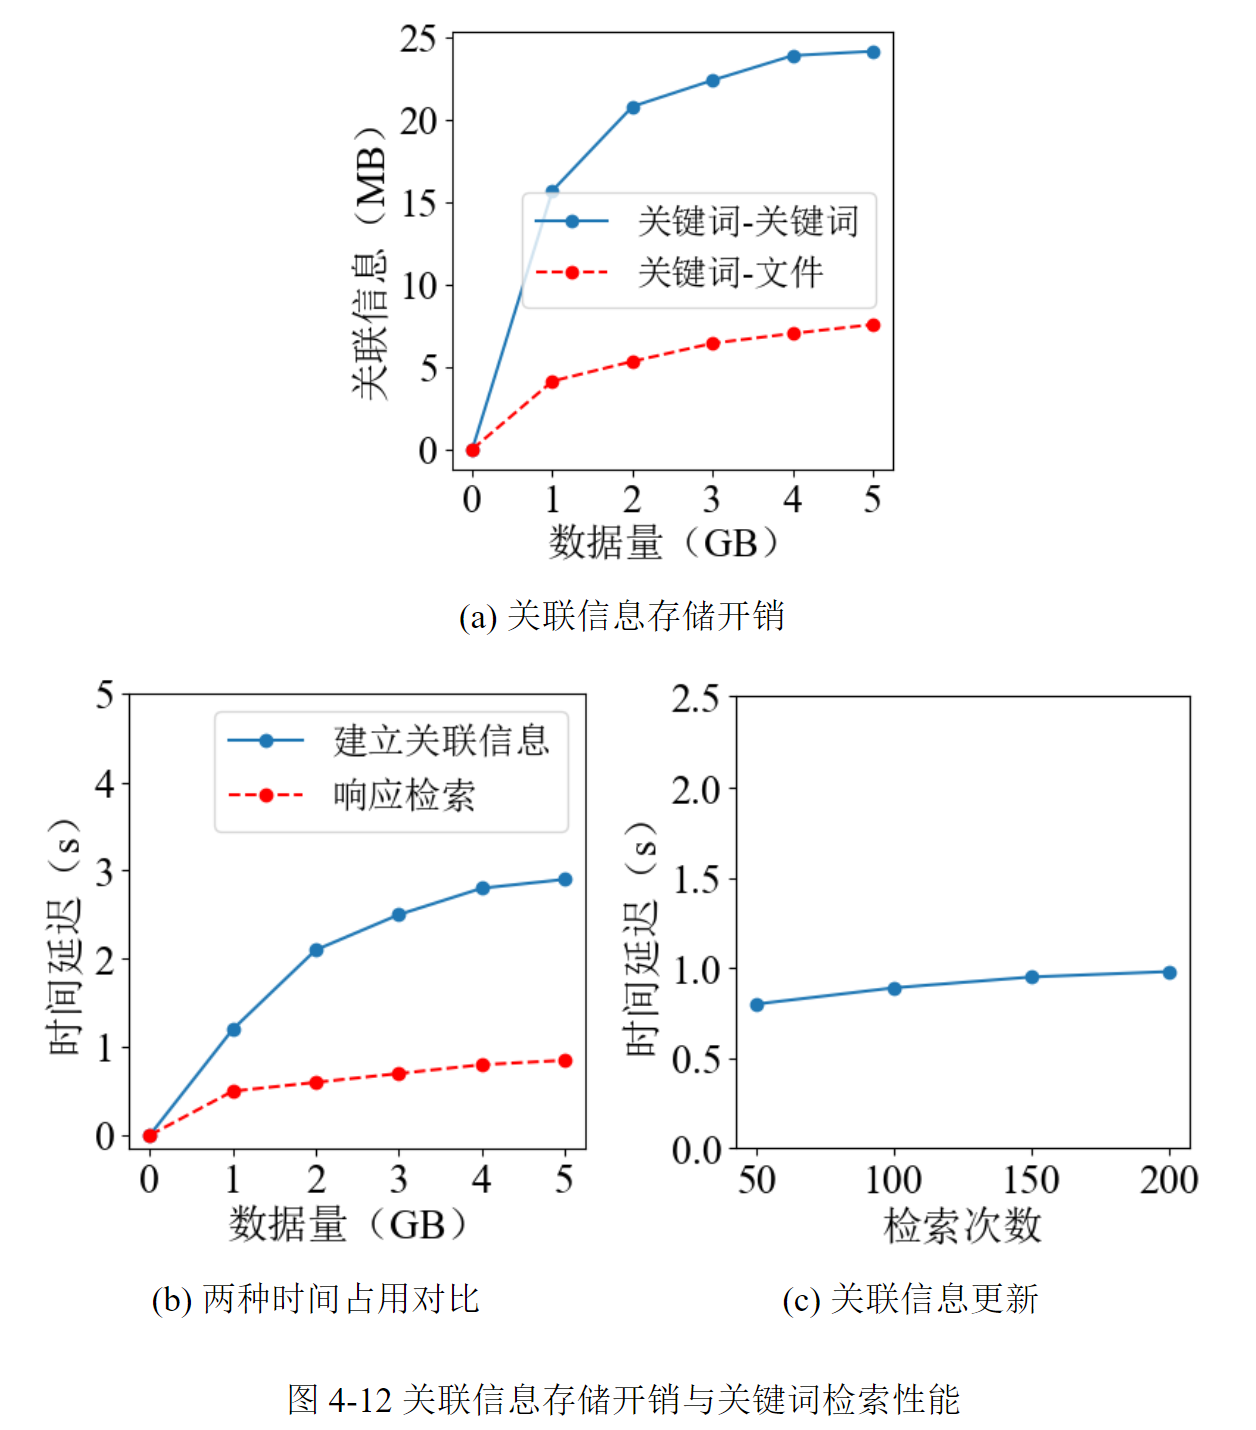 25
20
15
10
5
0
关联信息（MB）
关键词-关键词
关键词-文件
0 1 2 3 4 5
数据量（GB）
(a) 关联信息存储开销
5
4
3
2
1
0
时间延迟（s）
建立关联信息
响应检索
0 1 2 3 4 5
数据量（GB）
(b) 两种时间占用对比
2.5
2.0
1.5
1.0
0.5
0.0
时间延迟（s）
50 100 150 200
检索次数
(c) 关联信息更新
图 4-12 关联信息存储开销与关键词检索性能